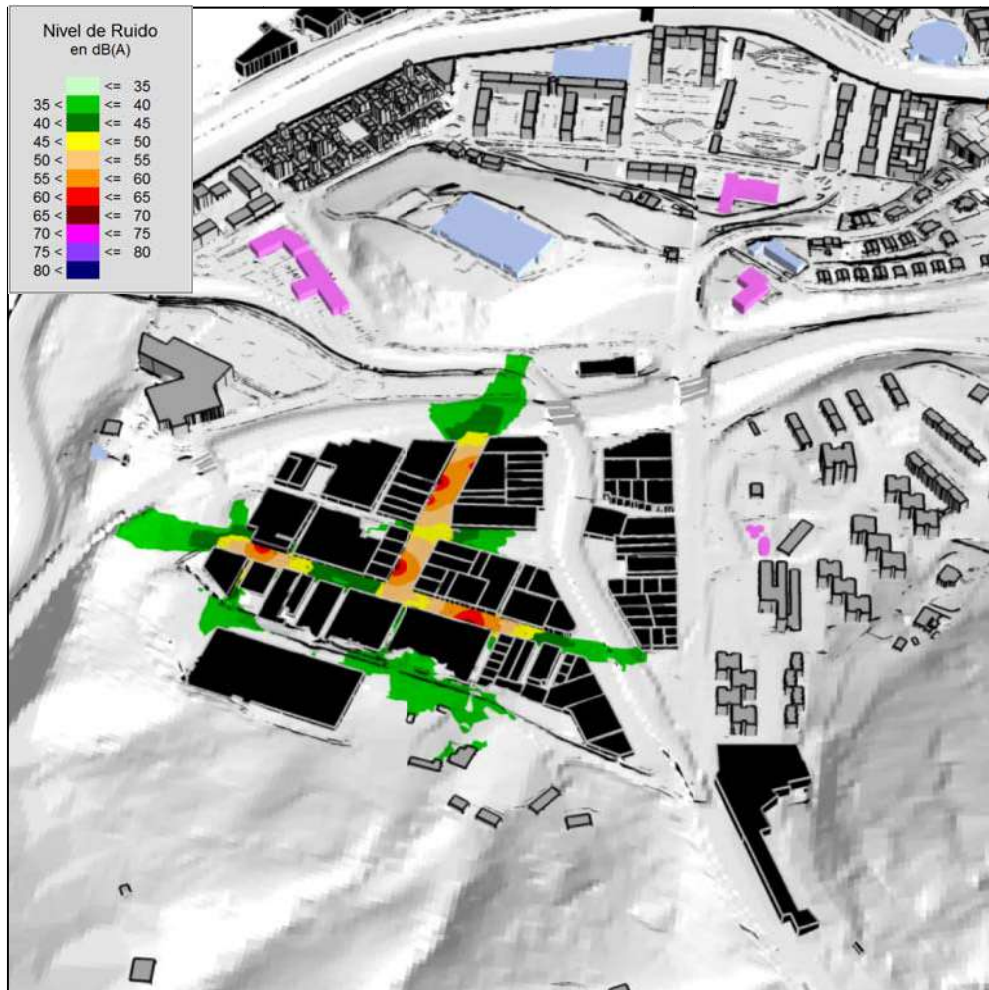 Nivel de Ruido
en dB(A)
<= 35
35 < <= 40
40 < <= 45
45 < <= 50
50 < <= 55
55 < <= 60
60 < <= 65
65 < <= 70
70 < <= 75
75 < <= 80
80 <